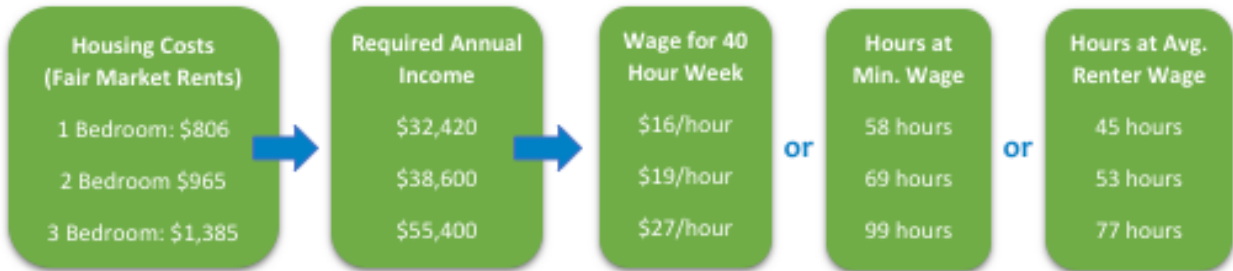 Housing Costs
(Fair Market Rents)
1 Bedroom: $806
2 Bedroom $965
3 Bedroom: $1,385
Required Annual
Income
$32,420
$38,600
$55,400
Wage for 40
Hour Week
$16/hour
$19/hour
$27/hour
or
Hours at
Min. Wage
58 hours
69 hours
99 hours
or
Hours at Avg.
Renter Wage
45 hours
53 hours
77 hours